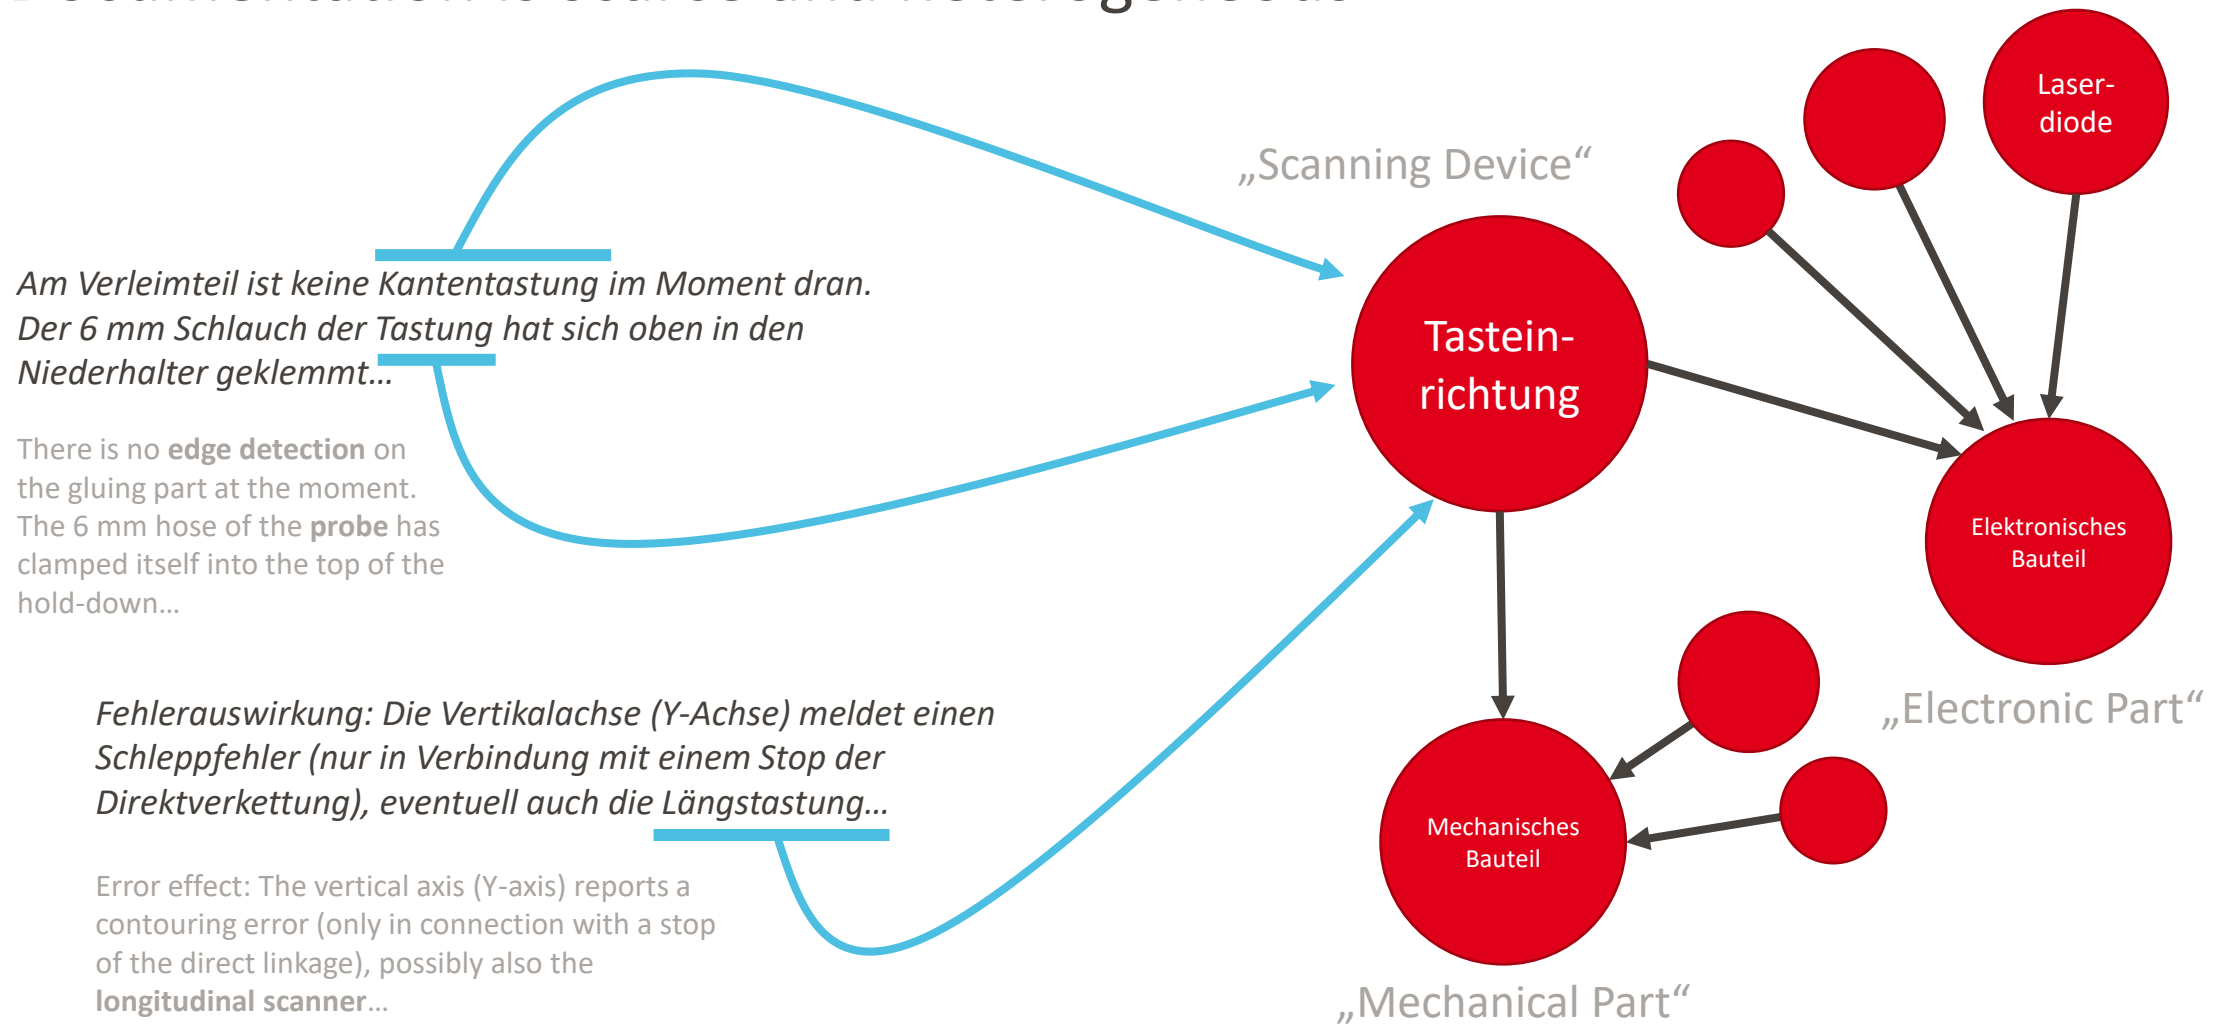 Documentation is scarce and heterogeneous
Laser-
diode
„Scanning Device“
Am Verleimteil ist keine Kantentastung im Moment dran.
Der 6 mm Schlauch der Tastung hat sich oben in den
Niederhalter geklemmt…
Tastein-
richtung
There is no edge detection on
the gluing part at the moment.
The 6 mm hose of the probe has
clamped itself into the top of the
hold-down…
Elektronisches
Bauteil
„Electronic Part“
Fehlerauswirkung: Die Vertikalachse (Y-Achse) meldet einen
Schleppfehler (nur in Verbindung mit einem Stop der
Direktverkettung), eventuell auch die Längstastung…
Mechanisches
Bauteil
Error effect: The vertical axis (Y-axis) reports a
contouring error (only in connection with a stop
of the direct linkage), possibly also the
longitudinal scanner…
„Mechanical Part“